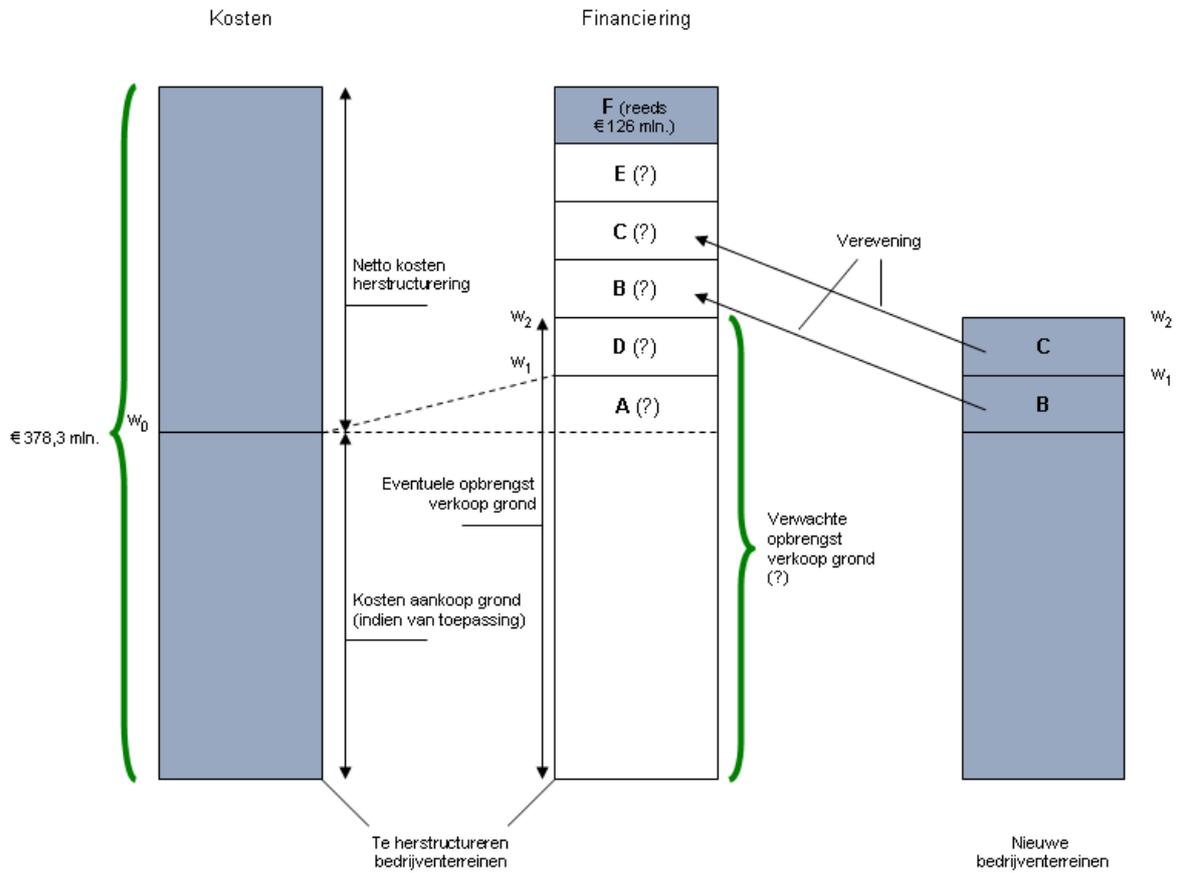 Kosten
Financiering
F (reeds
€ 126 mln.)
E (?)
C (?)
B (?)
D (?)
A (?)
Verevening
Netto kosten
herstructurering
w2
w1
w0
€ 378,3 mln.
w2
C
w1
B
Eventuele opbrengst
verkoop grond
Verwachte
opbrengst
verkoop grond
(?)
Kosten aankoop grond
(indien van toepassing)
Te herstructureren
bedrijventerreinen
Nieuwe
bedrijventerreinen